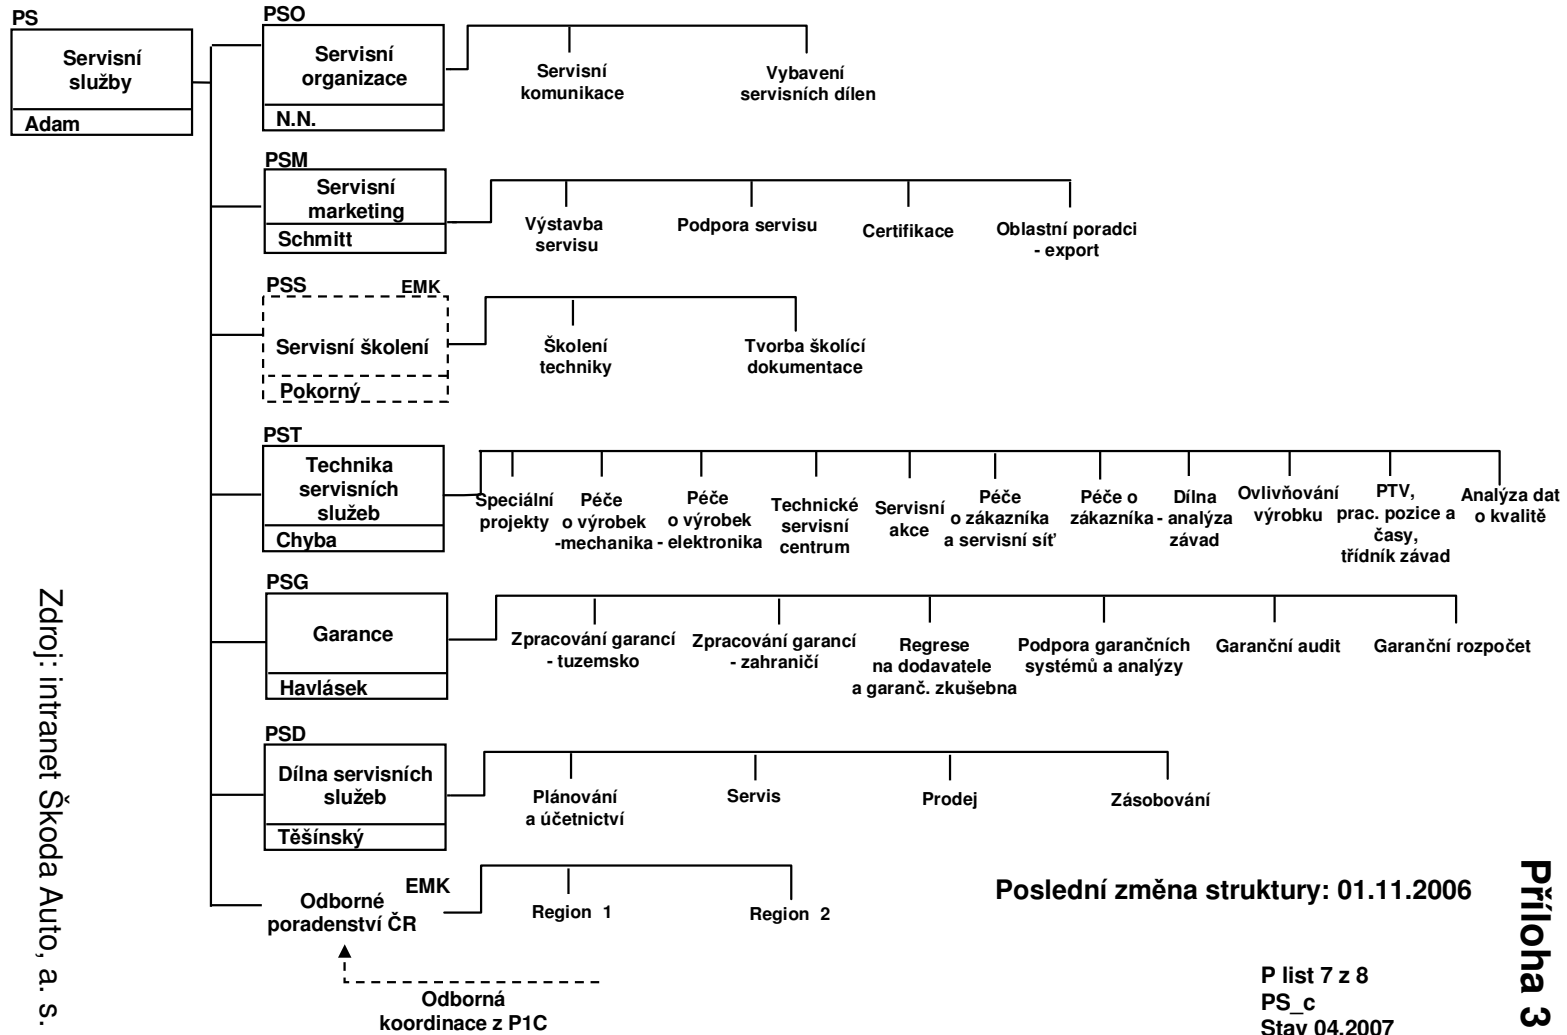 PS
Servisní
služby
Adam
PSO
Servisní
organizace
N.N.
Servisní
komunikace
Vybavení
servisních dílen
PSM
Servisní
marketing
Schmitt
Výstavba
servisu
Podpora servisu
Certifikace
Oblastní poradci
- export
PSS
EMK
Servisní školení
Pokorný
Školení
techniky
Tvorba školící
dokumentace
PST
Technika
servisních
služeb
Chyba
Speciální
projekty
Péče
o výrobek
-mechanika
Péče
o výrobek
- elektronika
Technické
servisní
centrum
Servisní
akce
Péče
o zákazníka
a servisní síť
Péče o
zákazníka
Dílna
- analýza
závad
Ovlivňování
výrobku
PTV,
prac. pozice a
časy,
třídník závad
Analýza dat
o kvalitě
PSG
Garance
Havlásek
Zpracování garancí
- tuzemsko
Zpracování garancí
- zahraničí
Regrese
na dodavatele
a garanč. zkušebna
Podpora garančních
systémů a analýzy
Garanční audit
Garanční rozpočet
PSD
Dílna servisních
služeb
Těšínský
Plánování
a účetnictví
Servis
Prodej
Zásobování
EMK
Odborné
poradenství ČR
Region 1
Region 2
Odborná
koordinace z P1C
Poslední změna struktury: 01.11.2006
P list 7 z 8
PS_c
Stav 04.2007
Příloha 3
Zdroj: intranet Škoda Auto, a. s.